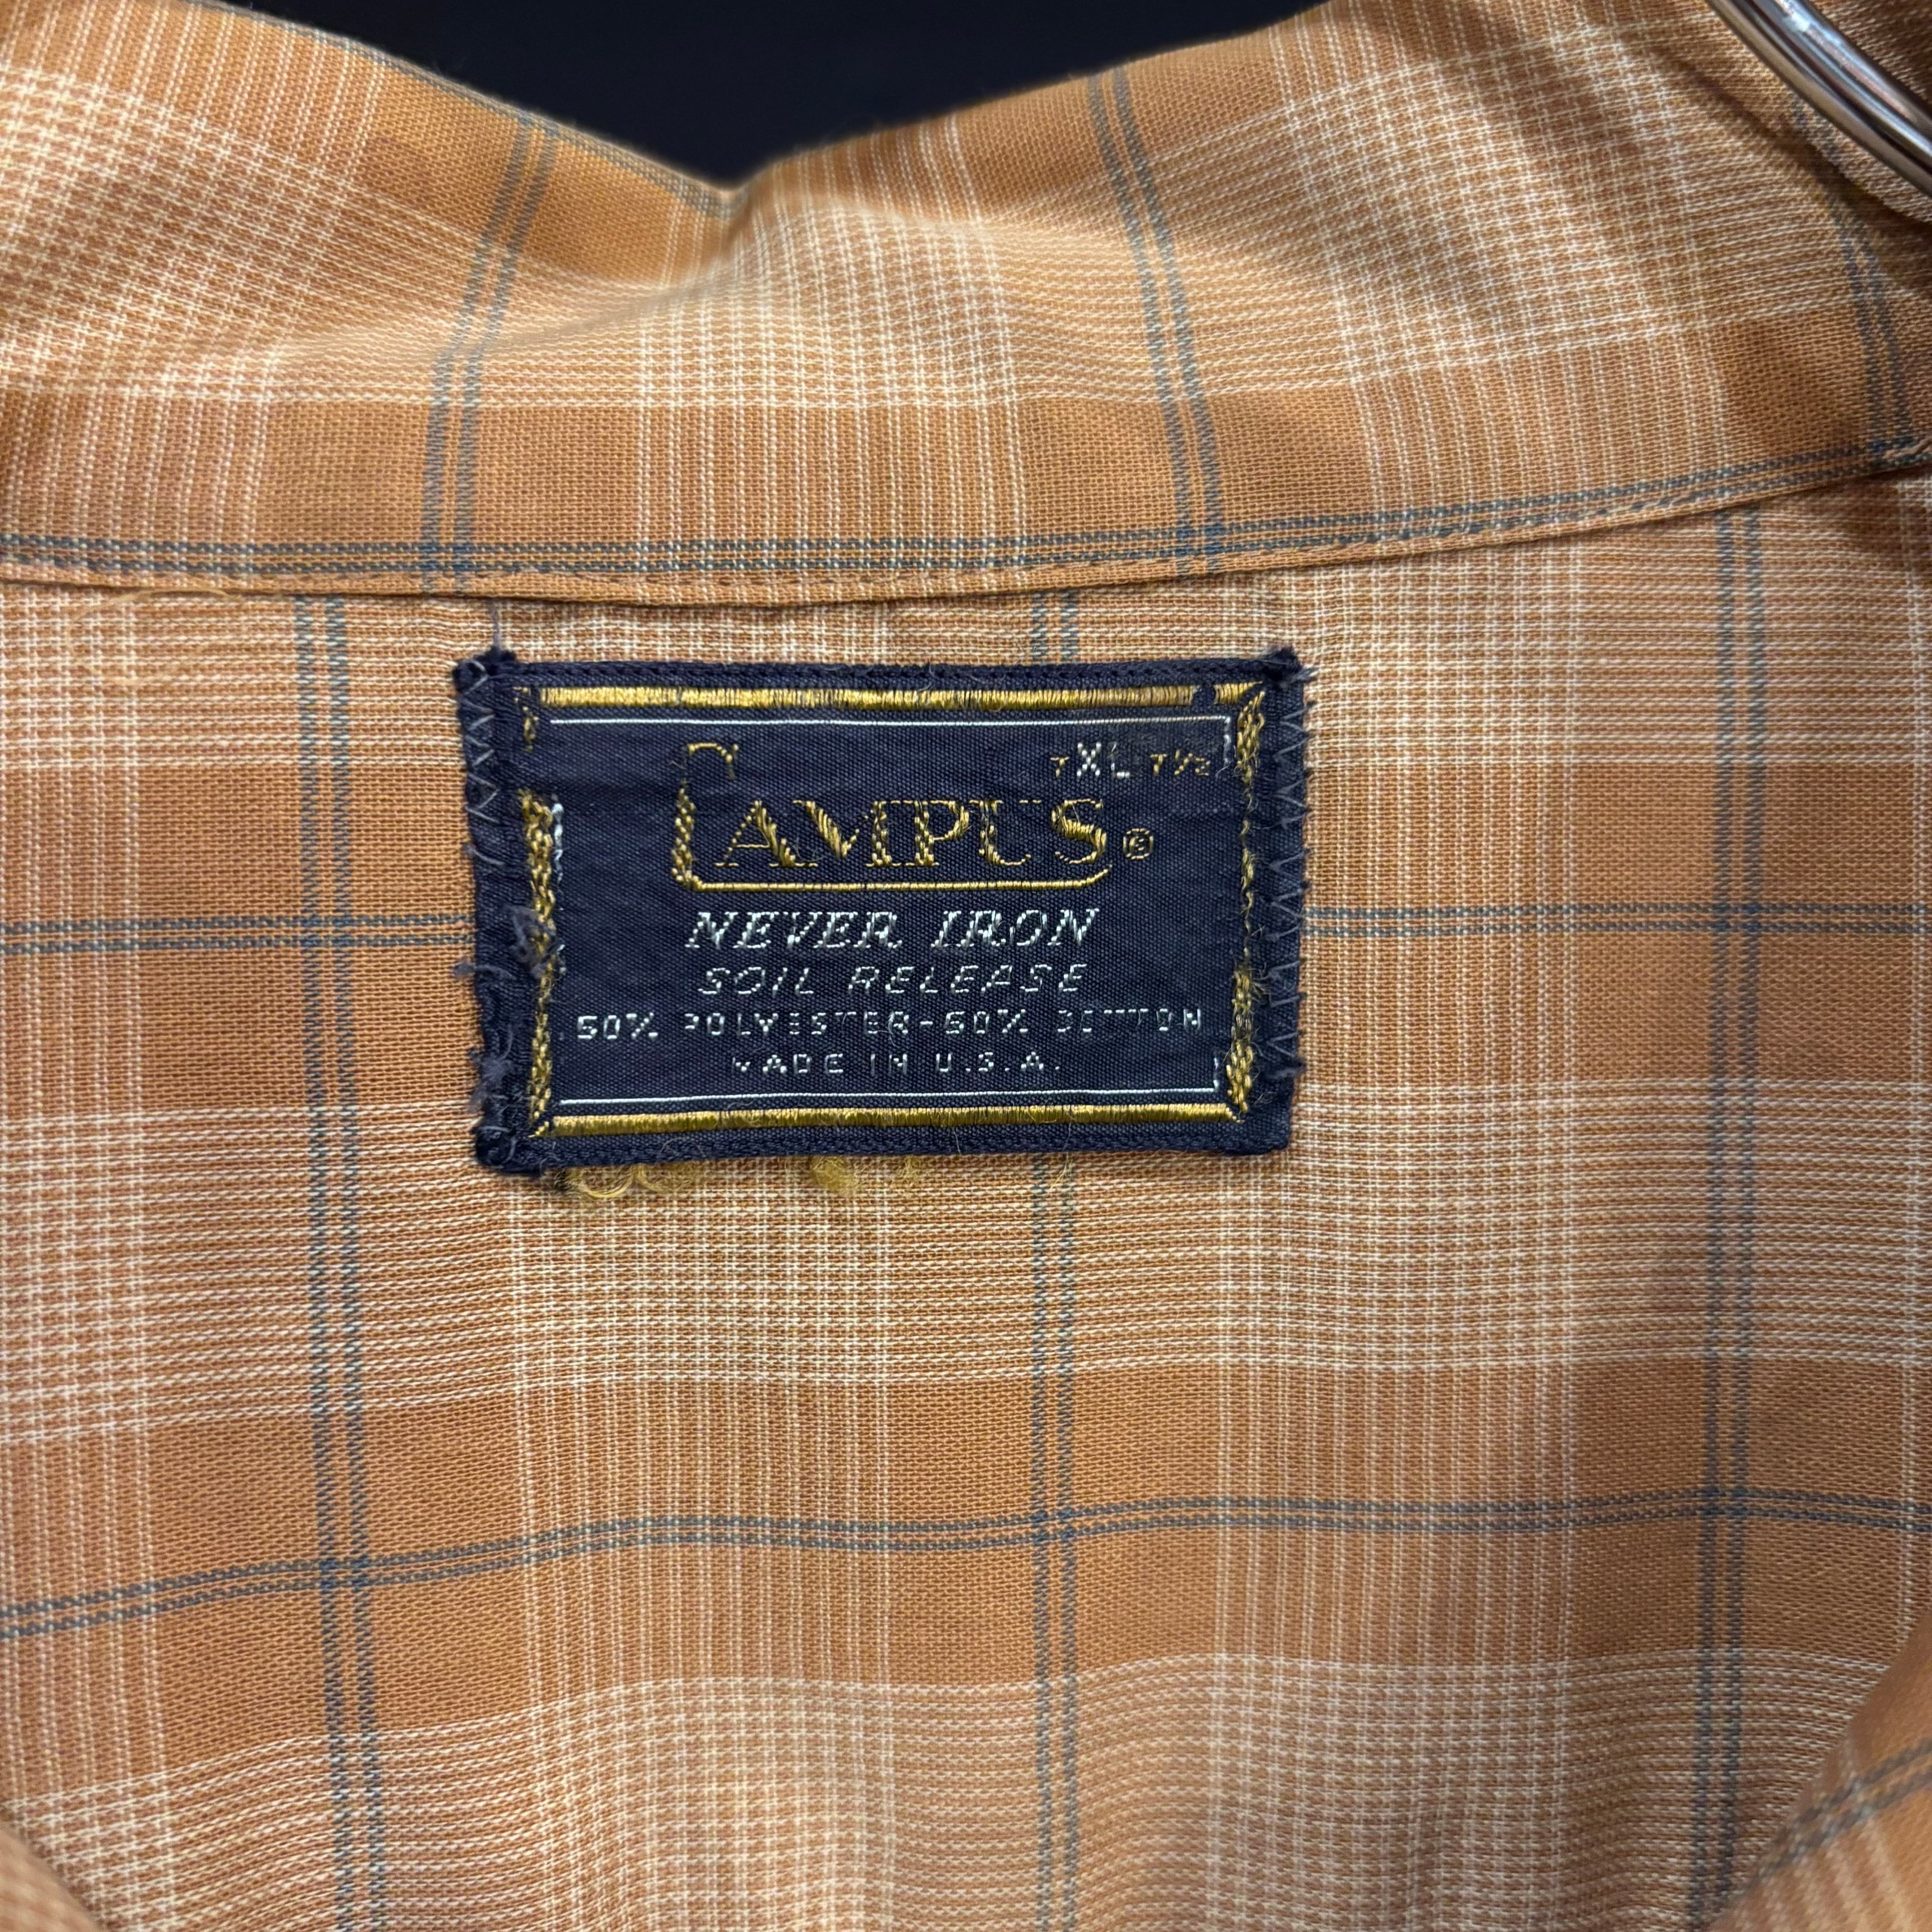 XL
CAMPUS®
NEVER IRON
SOIL RELEASE
50% POLYESTER-50% COTTON
MADE IN U.S.A.